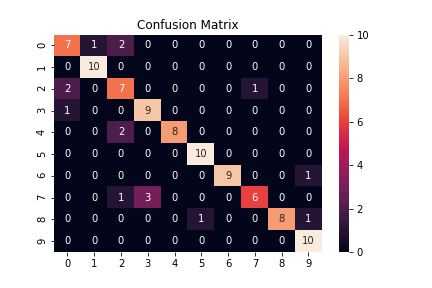 Confusion Matrix
0 7 1 2 0 0 0 0 0 0 0
1 0 10 0 0 0 0 0 0 0 0
2 2 0 7 0 0 0 0 1 0 0
3 1 0 0 9 0 0 0 0 0 0
4 0 0 2 0 8 0 0 0 0 0
5 0 0 0 0 0 10 0 0 0 0
6 0 0 0 0 0 0 9 0 0 1
7 0 0 1 3 0 0 0 6 0 0
8 0 0 0 0 0 1 0 0 8 1
9 0 0 0 0 0 0 0 0 0 10
0 1 2 3 4 5 6 7 8 9
10
8
6
4
2
0